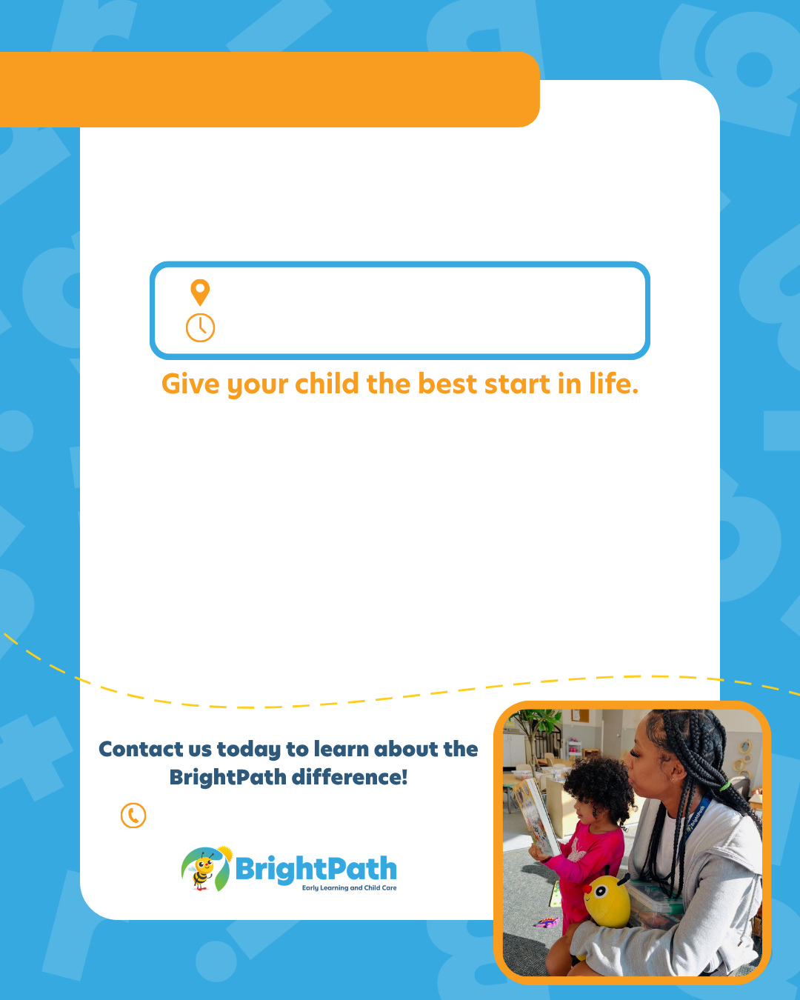 Give your child the best start in life.
Contact us today to learn about the
BrightPath difference!
BrightPath
Early Learning and Child Care
BrightPath